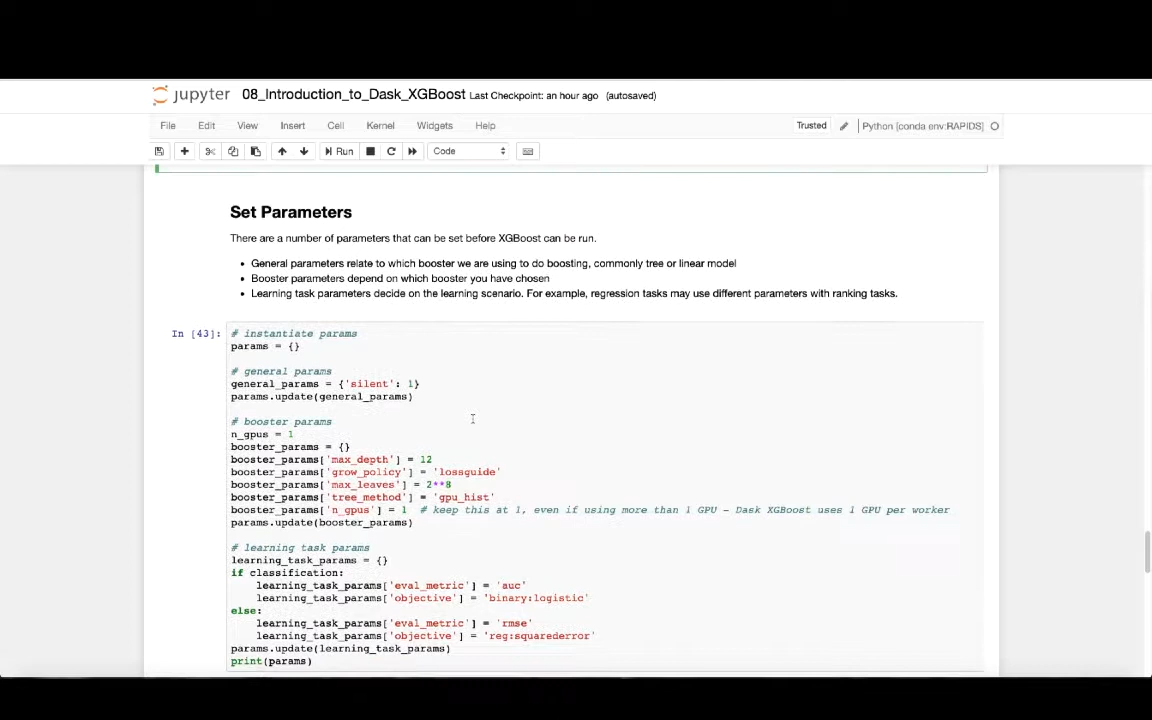 jupyter 08_Introduction_to_Dask_XGBoost Last Checkpoint: an hour ago (autosaved)
File Edit View Insert Cell Kernel Widgets Help Trusted Python [conda env:RAPIDS]
Run Code
Set Parameters
There are a number of parameters that can be set before XGBoost can be run.
• General parameters relate to which booster we are using to do boosting, commonly tree or linear model
• Booster parameters depend on which booster you have chosen
• Learning task parameters decide on the learning scenario. For example, regression tasks may use different parameters with ranking tasks.
In [43]: # instantiate params
params = {}
# general params
general_params = {'silent': 1}
params.update(general_params)
# booster params
n_gpus = 1
booster_params = {}
booster_params['max_depth'] = 12
booster_params['grow_policy'] = 'lossguide'
booster_params['max_leaves'] = 2**8
booster_params['tree_method'] = 'gpu_hist'
booster_params['n_gpus'] = 1 # keep this at 1, even if using more than 1 GPU - Dask XGBoost uses 1 GPU per worker
params.update(booster_params)
# learning task params
learning_task_params = {}
if classification:
    learning_task_params['eval_metric'] = 'auc'
    learning_task_params['objective'] = 'binary:logistic'
else:
    learning_task_params['eval_metric'] = 'rmse'
    learning_task_params['objective'] = 'reg:squarederror'
params.update(learning_task_params)
print(params)